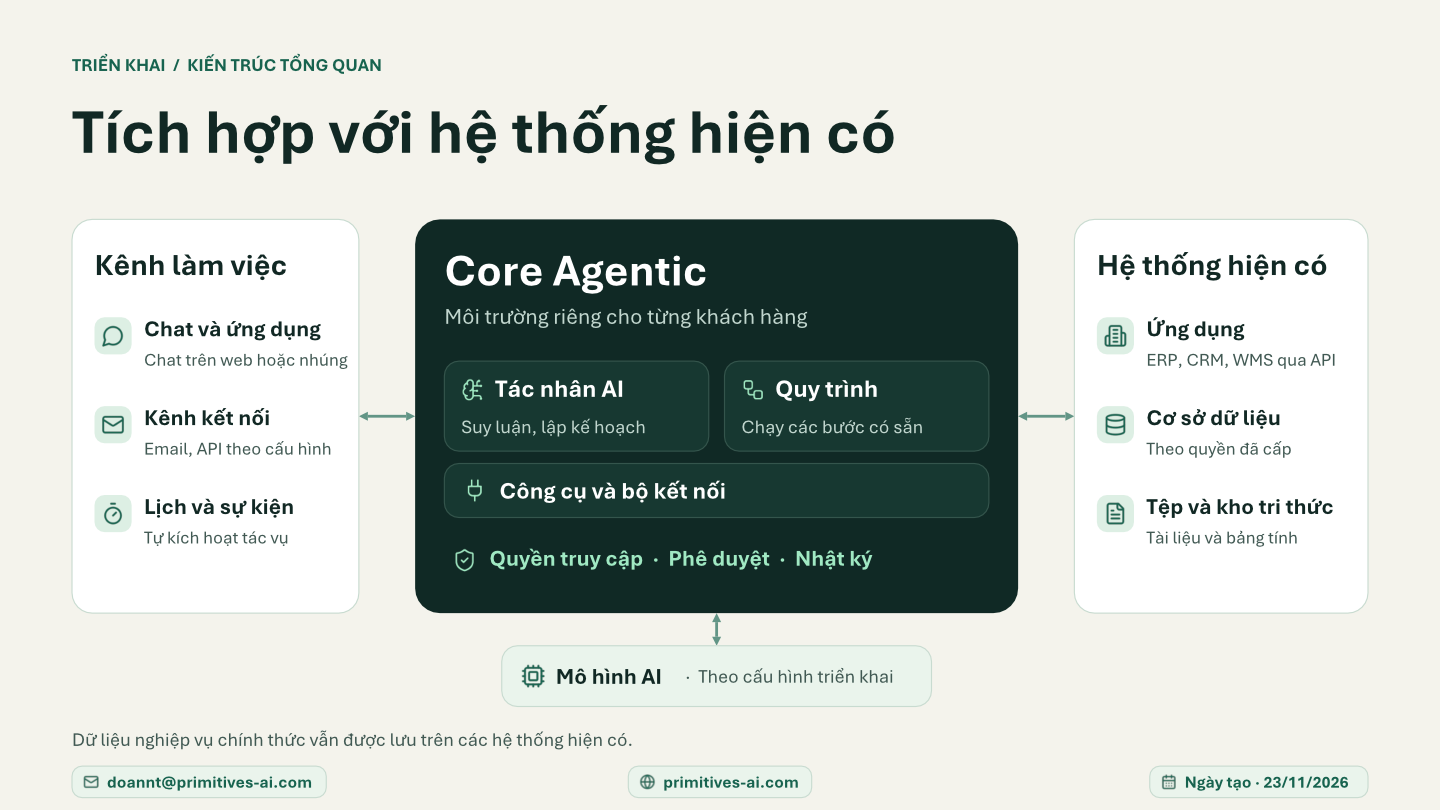 TRIỂN KHAI / KIẾN TRÚC TỔNG QUAN
Tích hợp với hệ thống hiện có
Kênh làm việc
Chat và ứng dụng
Chat trên web hoặc nhúng
Kênh kết nối
Email, API theo cấu hình
Lịch và sự kiện
Tự kích hoạt tác vụ
Core Agentic
Môi trường riêng cho từng khách hàng
Tác nhân AI
Suy luận, lập kế hoạch
Quy trình
Chạy các bước có sẵn
Công cụ và bộ kết nối
Quyền truy cập · Phê duyệt · Nhật ký
Hệ thống hiện có
Ứng dụng
ERP, CRM, WMS qua API
Cơ sở dữ liệu
Theo quyền đã cấp
Tệp và kho tri thức
Tài liệu và bảng tính
Mô hình AI · Theo cấu hình triển khai
Dữ liệu nghiệp vụ chính thức vẫn được lưu trên các hệ thống hiện có.
doannt@primitives-ai.com
primitives-ai.com
Ngày tạo · 23/11/2026